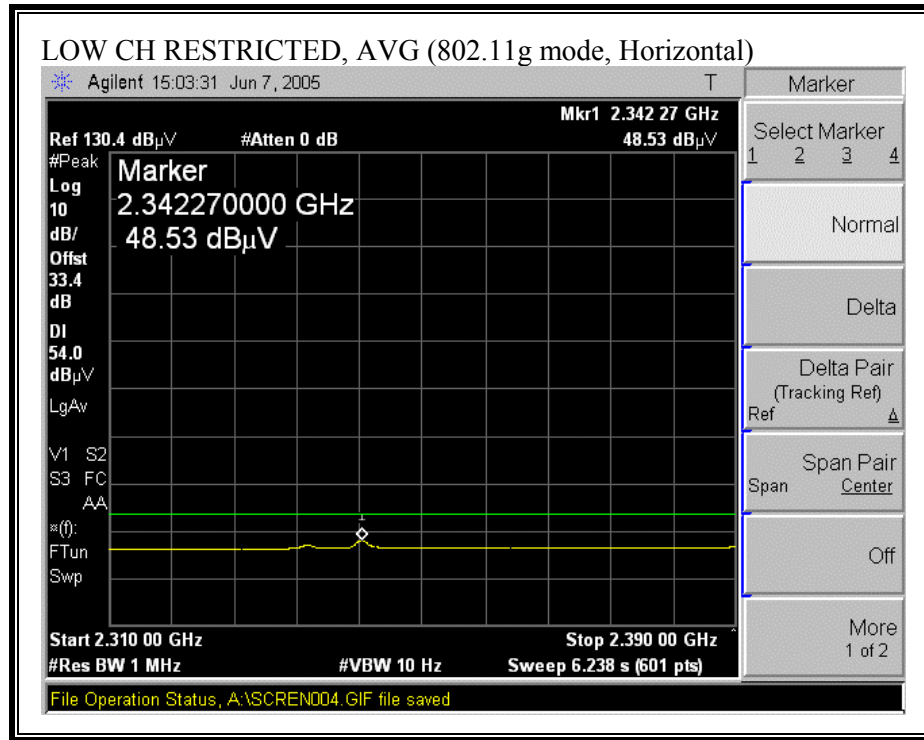 LOW CH RESTRICTED, AVG (802.11g mode, Horizontal)
Agilent 15:03:31 Jun 7, 2005 T
Mkr1 2.342 27 GHz
Ref 130.4 dBµV #Atten 0 dB 48.53 dBµV
#Peak
Log
10
dB/
Offst
33.4
dB
DI
54.0
dBµV
LgAv
V1 S2
S3 FC
AA
¤(f):
FTun
Swp
Marker
2.342270000 GHz
48.53 dBµV
1
Start 2.310 00 GHz Stop 2.390 00 GHz ^
#Res BW 1 MHz #VBW 10 Hz Sweep 6.238 s (601 pts)
File Operation Status, A:\SCREN004.GIF file saved
Marker
Select Marker
1 2 3 4
Normal
Delta
Delta Pair
(Tracking Ref)
Ref Δ
Span Pair
Span Center
Off
More
1 of 2